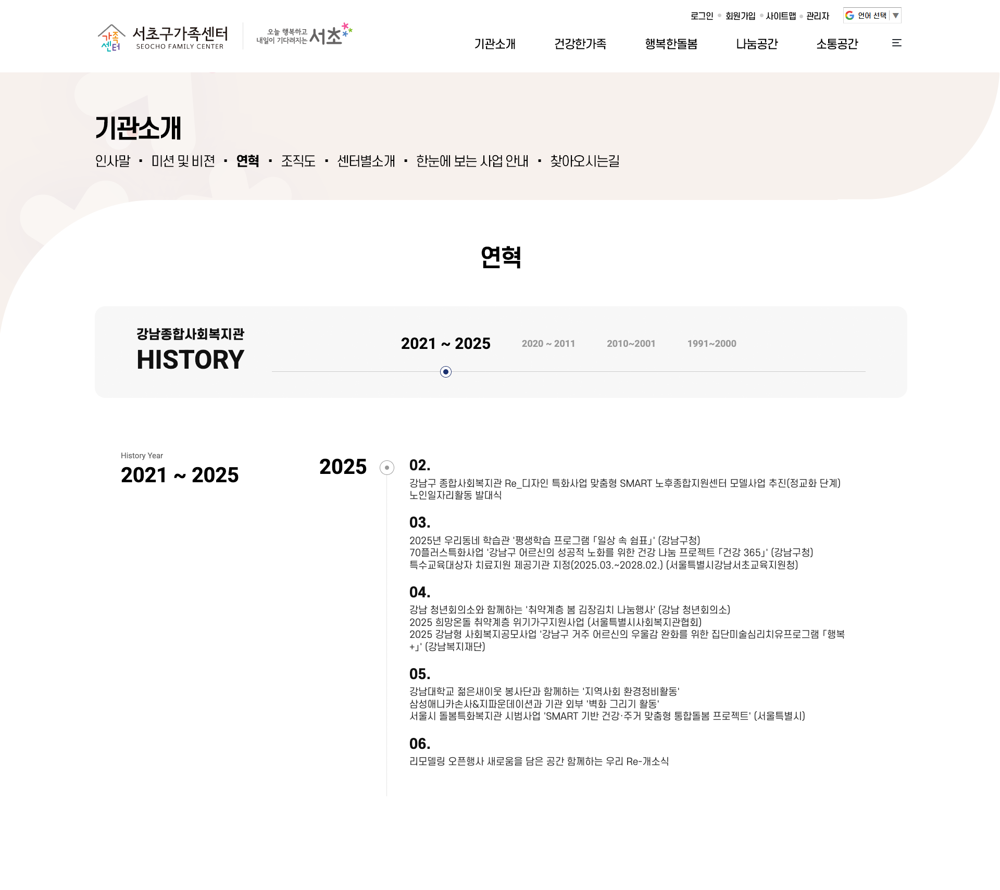 로그인 • 회원가입 • 사이트맵 • 관리자
언어 선택 ▼
가족센터
서초구가족센터
SEOCHO FAMILY CENTER
오늘 행복하고
내일이 기다려지는 서초
기관소개 건강한가족 행복한돌봄 나눔공간 소통공간
기관소개
인사말 · 미션 및 비젼 · 연혁 · 조직도 · 센터별소개 · 한눈에 보는 사업 안내 · 찾아오시는길
연혁
강남종합사회복지관
HISTORY
2021 ~ 2025 2020 ~ 2011 2010~2001 1991~2000
History Year
2021 ~ 2025
2025
02.
강남구 종합사회복지관 Re_디자인 특화사업 맞춤형 SMART 노후종합지원센터 모델사업 추진(정교화 단계)
노인일자리활동 발대식
03.
2025년 우리동네 학습관 '평생학습 프로그램 ｢일상 속 쉼표｣' (강남구청)
70플러스특화사업 '강남구 어르신의 성공적 노화를 위한 건강 나눔 프로젝트 ｢건강 365｣' (강남구청)
특수교육대상자 치료지원 제공기관 지정(2025.03.~2028.02.) (서울특별시강남서초교육지원청)
04.
강남 청년회의소와 함께하는 '취약계층 봄 김장김치 나눔행사' (강남 청년회의소)
2025 희망온돌 취약계층 위기가구지원사업 (서울특별시사회복지관협회)
2025 강남형 사회복지공모사업 '강남구 거주 어르신의 우울감 완화를 위한 집단미술심리치유프로그램 ｢행복
+｣' (강남복지재단)
05.
강남대학교 젊은새이웃 봉사단과 함께하는 '지역사회 환경정비활동'
삼성애니카손사&지파운데이션과 기관 외부 '벽화 그리기 활동'
서울시 돌봄특화복지관 시범사업 'SMART 기반 건강·주거 맞춤형 통합돌봄 프로젝트' (서울특별시)
06.
리모델링 오픈행사 새로움을 담은 공간 함께하는 우리 Re-개소식